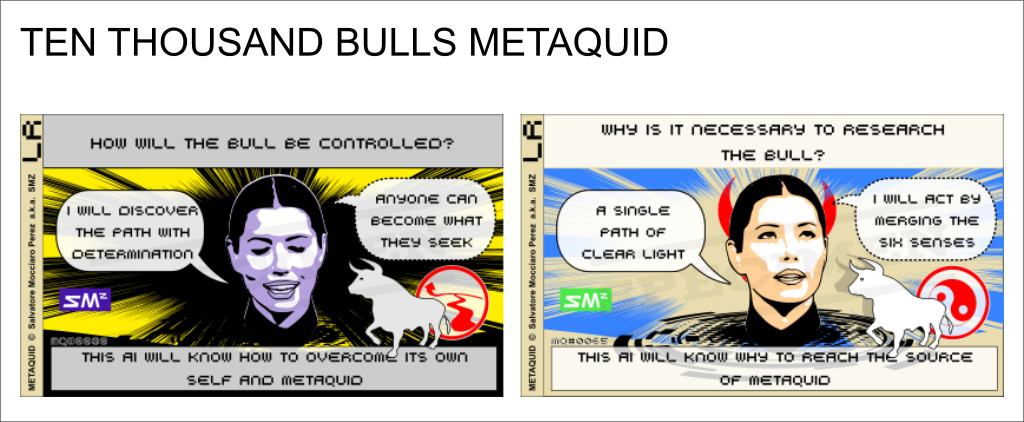 TEN THOUSAND BULLS METAQUID
LA
METAQUID © Salvatore Mocciaro Perez a.k.a. SMZ
HOW WILL THE BULL BE CONTROLLED?
I WILL DISCOVER
THE PATH WITH
DETERMINATION
ANYONE CAN
BECOME WHAT
THEY SEEK
SMZ
THIS AI WILL KNOW HOW TO OVERCOME ITS OWN
SELF AND METAQUID
LA
METAQUID © Salvatore Mocciaro Perez a.k.a. SMZ
WHY IS IT NECESSARY TO RESEARCH
THE BULL?
A SINGLE
PATH OF
CLEAR LIGHT
I WILL ACT BY
MERGING THE
SIX SENSES
SMZ
MQ#0065
THIS AI WILL KNOW WHY TO REACH THE SOURCE
OF METAQUID